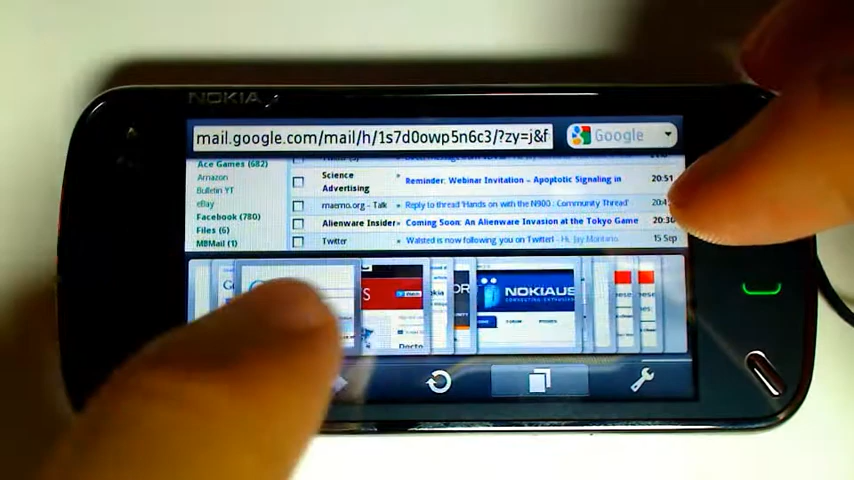 NOKIA
mail.google.com/mail/h/1s7d0owp5n6c3/?zy=j&f
Google
Ace Games (682)
Amazon
Bulletin YT
eBay
Facebook (780)
Files (6)
MBMail (1)
Science
Advertising
Reminder: Webinar Invitation – Apoptotic Signaling in
20:51
maemo.org - Talk
Reply to thread 'Hands on with the N900 : Community Thread'
Alienware Insider
Coming Soon: An Alienware Invasion at the Tokyo Game
20:30
Twitter
Walsted is now following you on Twitter! - Hi, Jay Montano.
15 Sep
NOKIAUS
CONNECTING